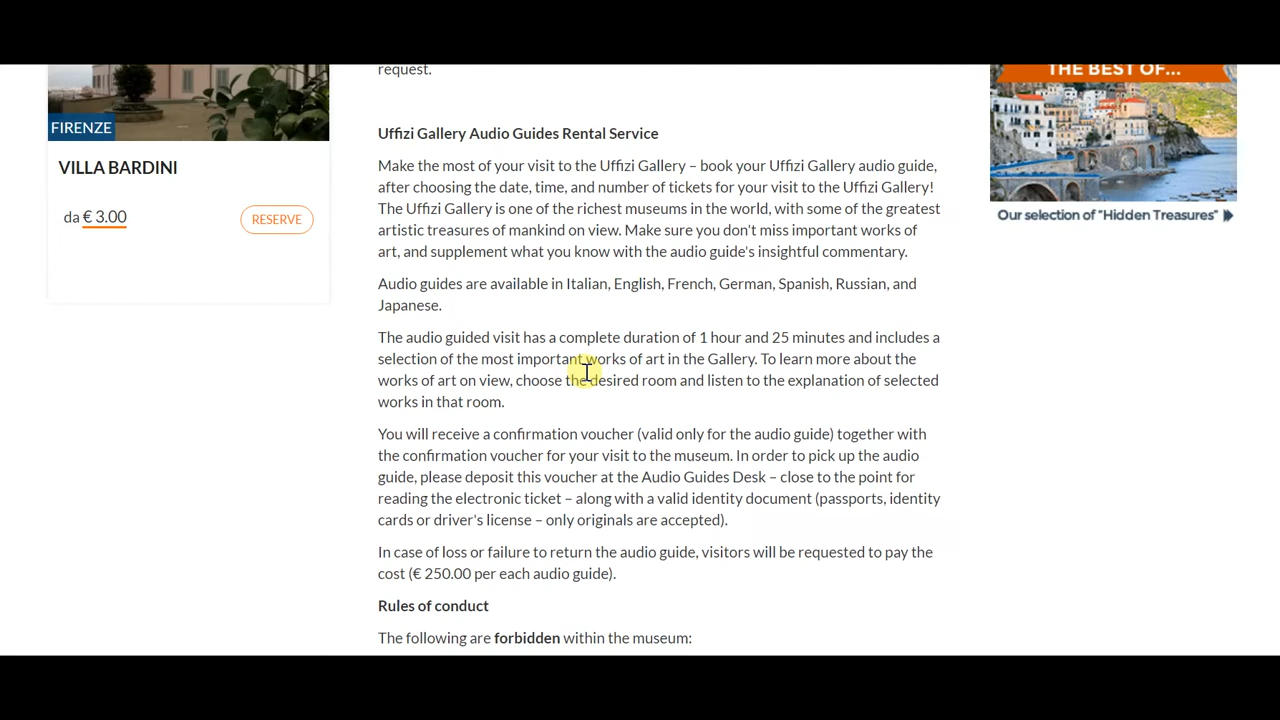 FIRENZE
VILLA BARDINI
da € 3.00
RESERVE
request.
Uffizi Gallery Audio Guides Rental Service
Make the most of your visit to the Uffizi Gallery – book your Uffizi Gallery audio guide,
after choosing the date, time, and number of tickets for your visit to the Uffizi Gallery!
The Uffizi Gallery is one of the richest museums in the world, with some of the greatest
artistic treasures of mankind on view. Make sure you don't miss important works of
art, and supplement what you know with the audio guide's insightful commentary.
Audio guides are available in Italian, English, French, German, Spanish, Russian, and
Japanese.
The audio guided visit has a complete duration of 1 hour and 25 minutes and includes a
selection of the most important works of art in the Gallery. To learn more about the
works of art on view, choose the desired room and listen to the explanation of selected
works in that room.
You will receive a confirmation voucher (valid only for the audio guide) together with
the confirmation voucher for your visit to the museum. In order to pick up the audio
guide, please deposit this voucher at the Audio Guides Desk – close to the point for
reading the electronic ticket – along with a valid identity document (passports, identity
cards or driver's license – only originals are accepted).
In case of loss or failure to return the audio guide, visitors will be requested to pay the
cost (€ 250.00 per each audio guide).
Rules of conduct
The following are forbidden within the museum:
THE BEST OF...
Our selection of "Hidden Treasures"